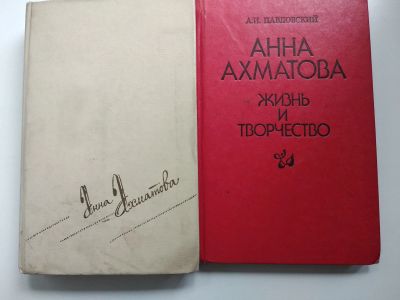 Анна Ахматова
А.И. ПАВЛОВСКИЙ
АННА
АХМАТОВА
ЖИЗНЬ
И
ТВОРЧЕСТВО